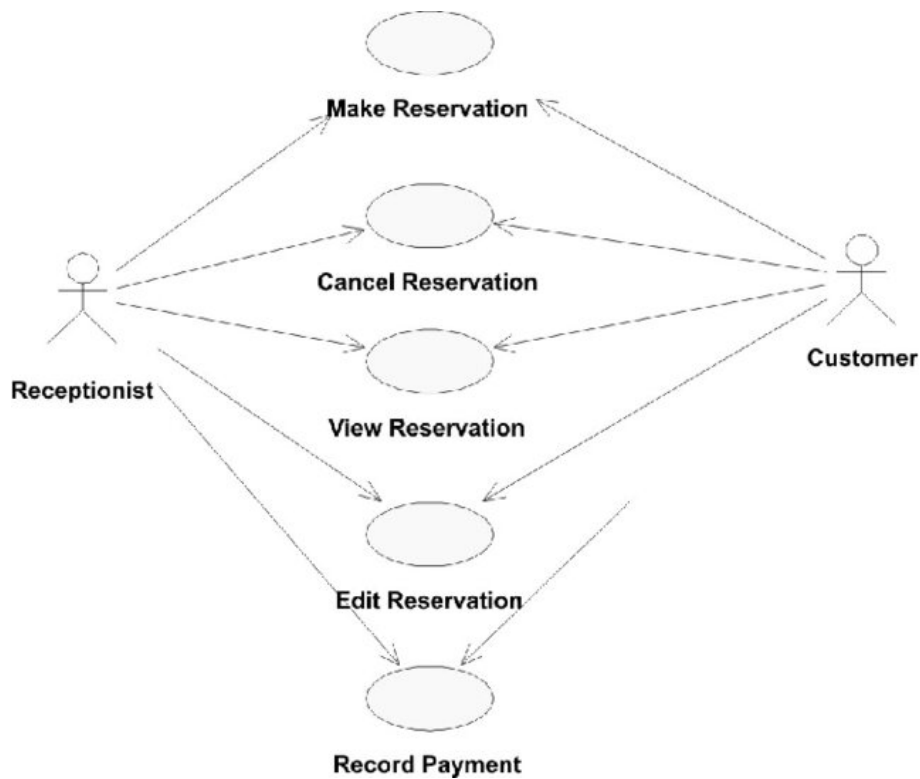 Make Reservation
Cancel Reservation
Customer
Receptionist
View Reservation
Edit Reservation
Record Payment